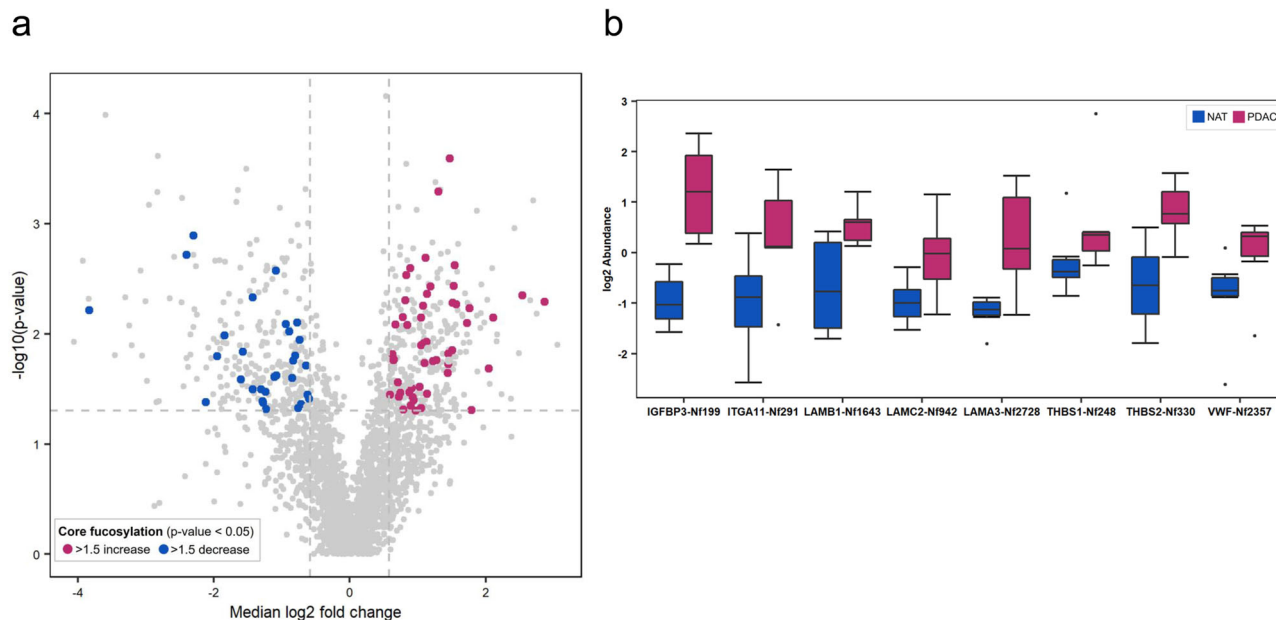 a
4
3
2
1
0
-log10(p-value)
Core fucosylation (p-value < 0.05)
>1.5 increase >1.5 decrease
-4 -2 0 2
Median log2 fold change
b
NAT PDAC
3
2
1
0
-1
-2
log2 Abundance
IGFBP3-Nf199 ITGA11-Nf291 LAMB1-Nf1643 LAMC2-Nf942 LAMA3-Nf2728 THBS1-Nf248 THBS2-Nf330 VWF-Nf2357